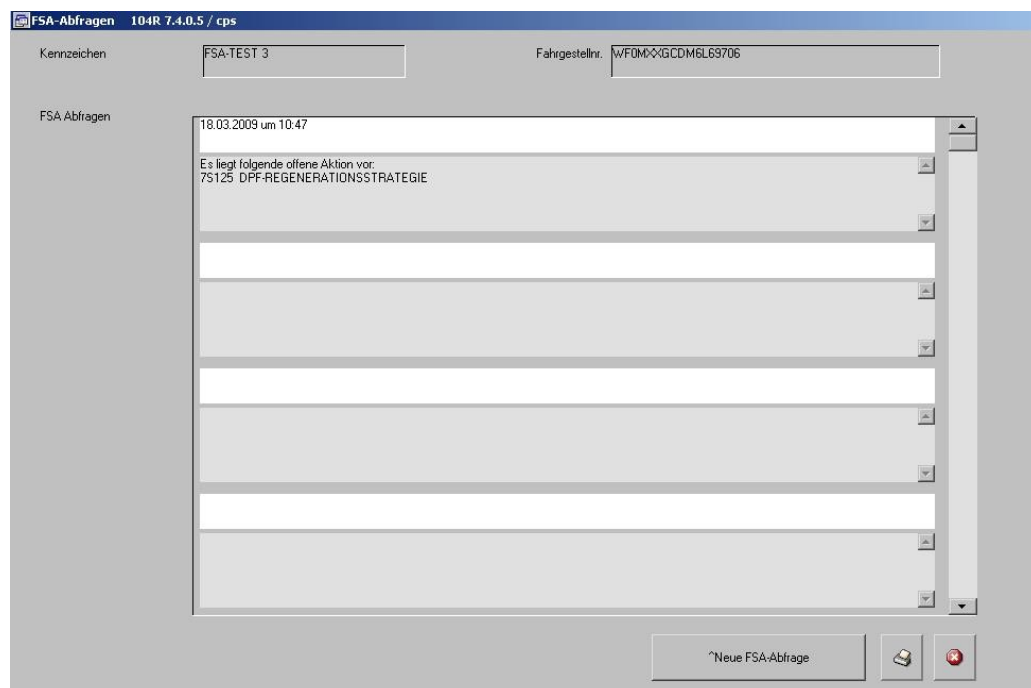 FSA-Abfragen 104R 7.4.0.5 / cps
Kennzeichen FSA-TEST 3 Fahrgestellnr. WF0MXXGCDM6L69706
FSA Abfragen
18.03.2009 um 10:47
Es liegt folgende offene Aktion vor:
7S125 DPF-REGENERATIONSSTRATEGIE
^Neue FSA-Abfrage